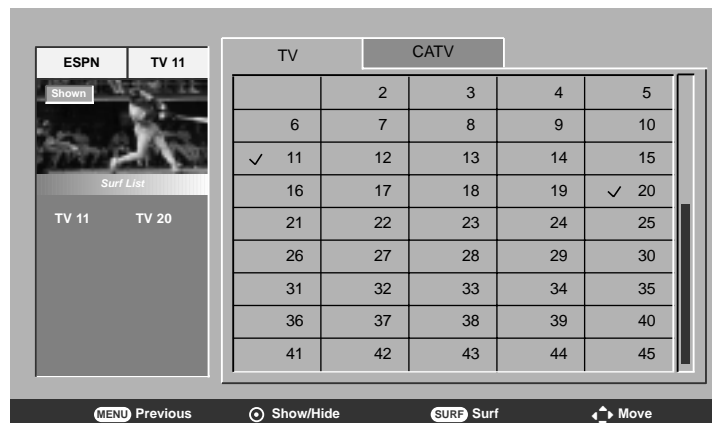 ESPN TV 11
Shown
Surf List
TV 11 TV 20
TV CATV
2 3 4 5
6 7 8 9 10
✓ 11 12 13 14 15
16 17 18 19 ✓ 20
21 22 23 24 25
26 27 28 29 30
31 32 33 34 35
36 37 38 39 40
41 42 43 44 45
MENU Previous Show/Hide SURF Surf Move